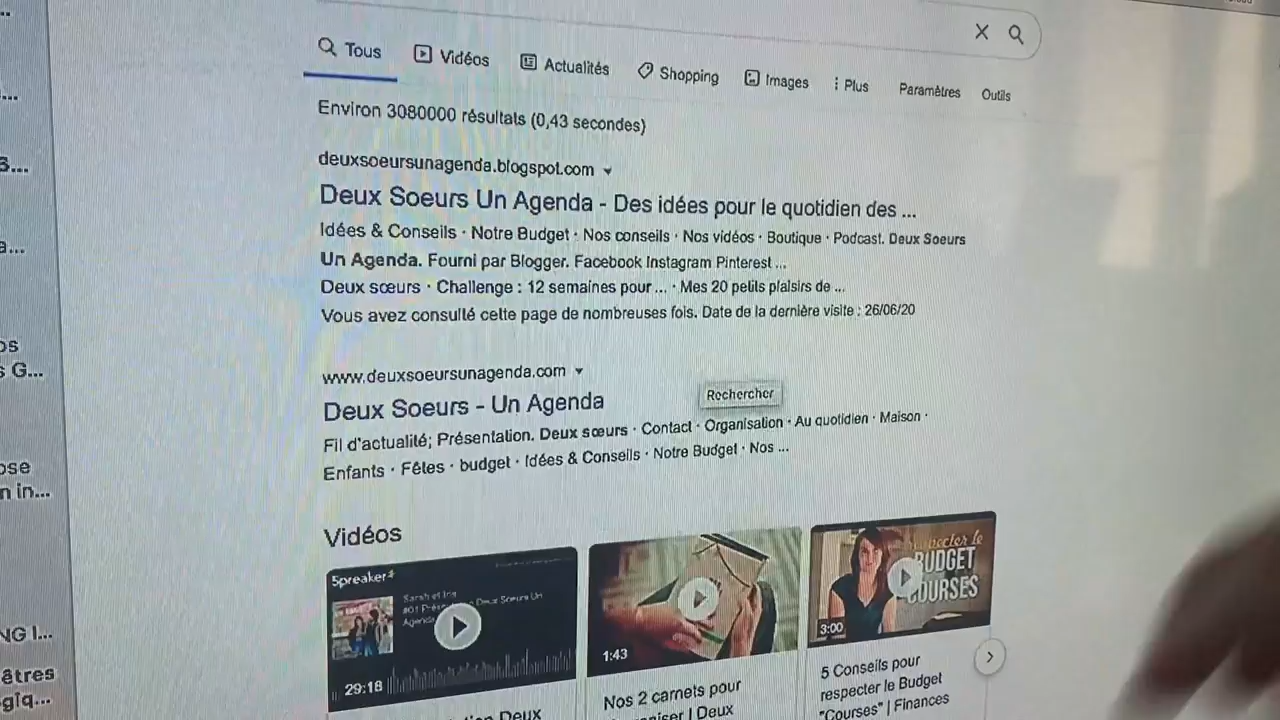 Tous Vidéos Actualités Shopping Images Plus Paramètres Outils
Environ 3080000 résultats (0,43 secondes)
deuxsoeursunagenda.blogspot.com
Deux Soeurs Un Agenda - Des idées pour le quotidien des ...
Idées & Conseils · Notre Budget · Nos conseils · Nos vidéos · Boutique · Podcast. Deux Soeurs
Un Agenda. Fourni par Blogger. Facebook Instagram Pinterest ...
Deux sœurs · Challenge : 12 semaines pour ... · Mes 20 petits plaisirs de ...
Vous avez consulté cette page de nombreuses fois. Date de la dernière visite : 26/06/20
www.deuxsoeursunagenda.com
Deux Soeurs - Un Agenda
Rechercher
Fil d'actualité; Présentation. Deux sœurs · Contact · Organisation · Au quotidien · Maison ·
Enfants · Fêtes · budget · Idées & Conseils · Notre Budget · Nos ...
Vidéos
Spreaker
29:18
1:43
BUDGET
COURSES
3:00
Nos 2 carnets pour
| Deux
5 Conseils pour
respecter le Budget
"Courses" | Finances
Deux
G...
NG I...
êtres